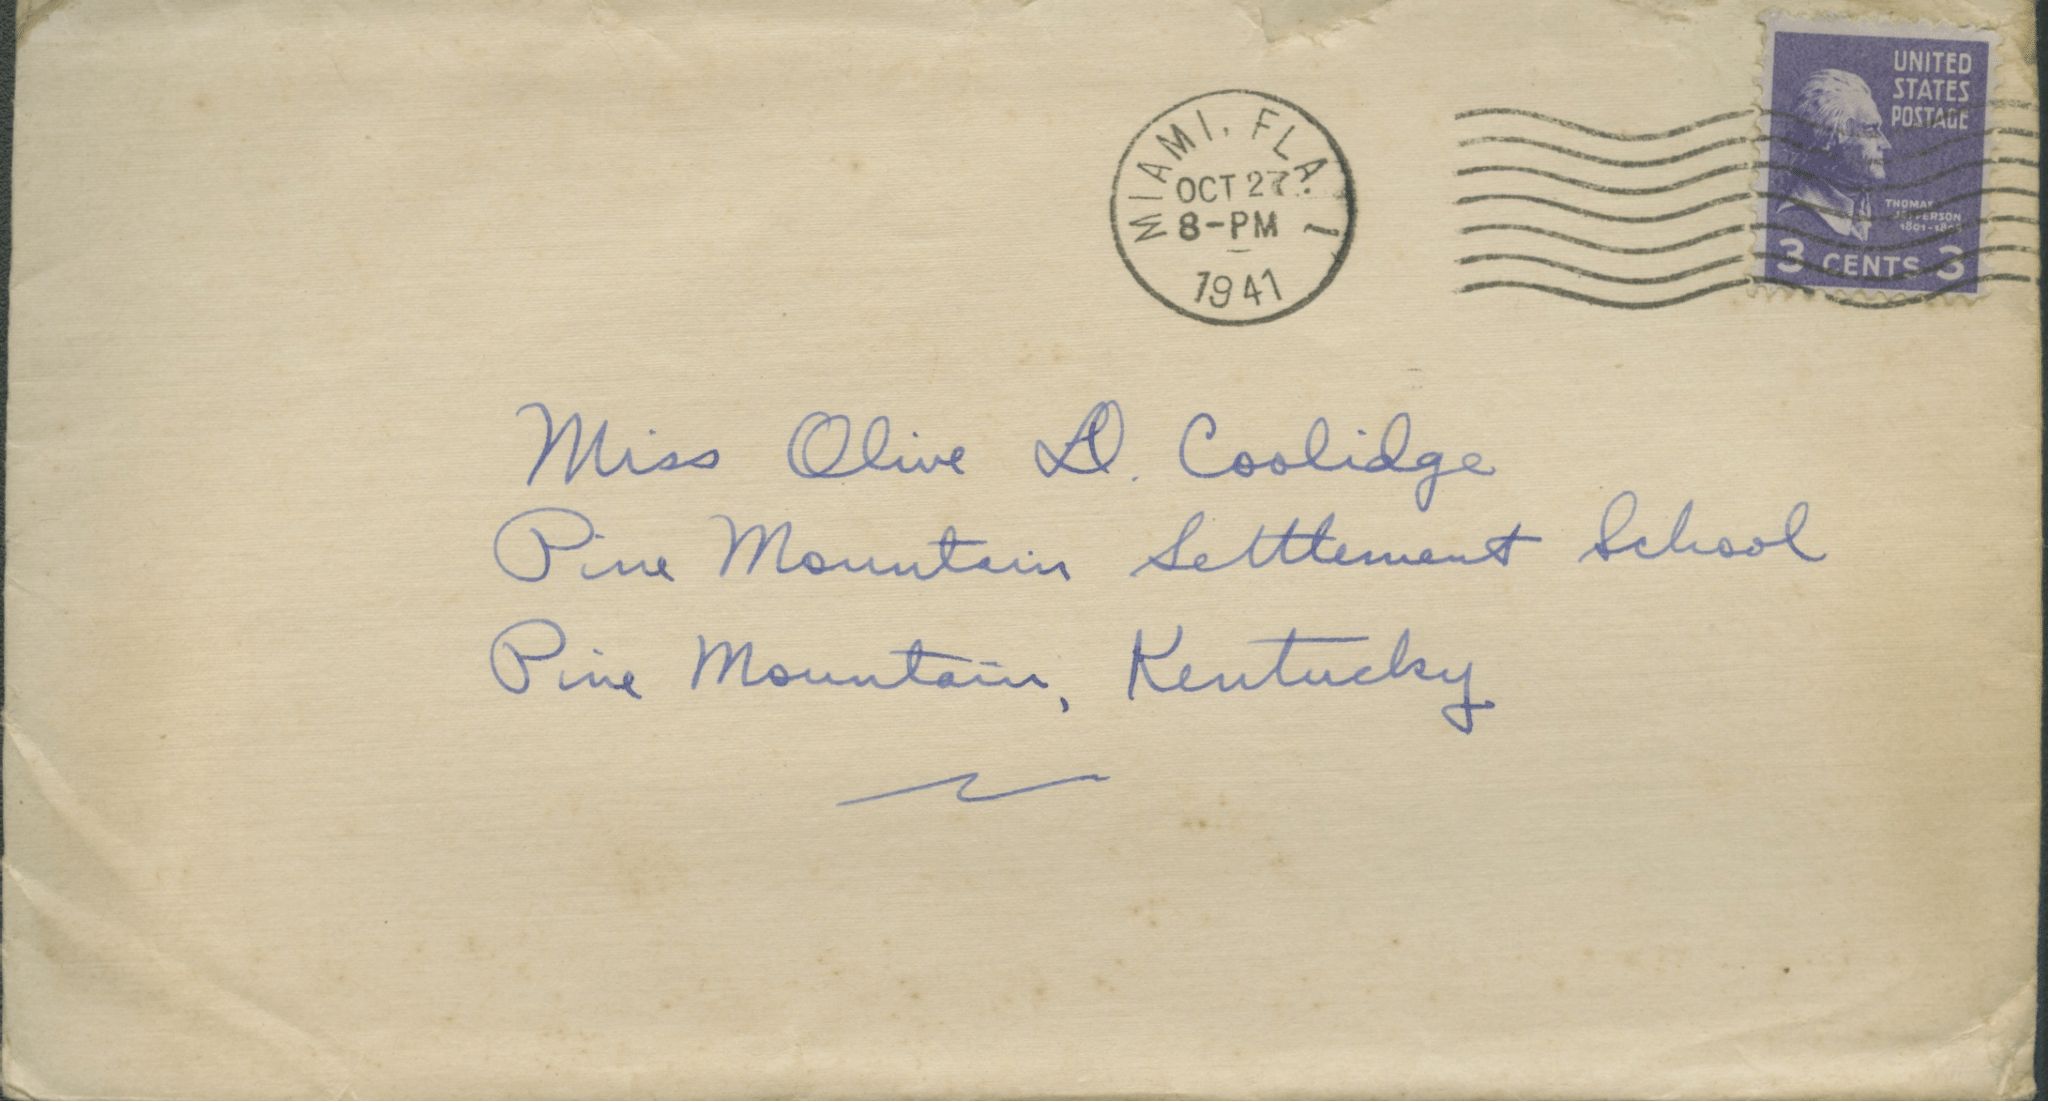 MIAMI, FLA. 1
OCT 27
8-PM
1941
UNITED
STATES
POSTAGE
THOMAS
JEFFERSON
3 CENTS 3
Miss Olive D. Coolidge
Pine Mountain Settlement School
Pine Mountain, Kentucky